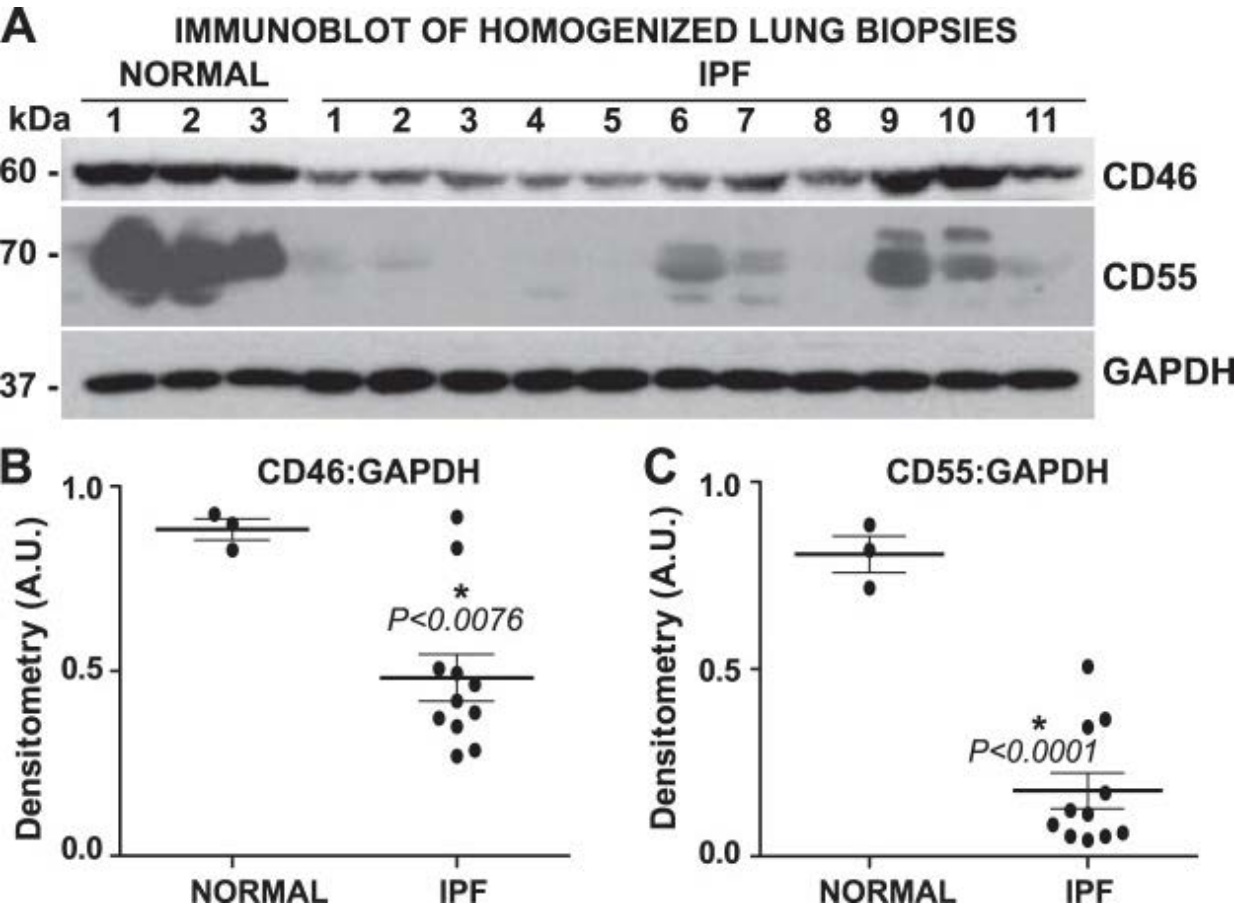 A IMMUNOBLOT OF HOMOGENIZED LUNG BIOPSIES
NORMAL IPF
kDa 1 2 3 1 2 3 4 5 6 7 8 9 10 11
60 - CD46
70 - CD55
37 - GAPDH
B CD46:GAPDH
Densitometry (A.U.)
1.0
0.5
0.0
*
P<0.0076
NORMAL IPF
C CD55:GAPDH
Densitometry (A.U.)
1.0
0.5
0.0
*
P<0.0001
NORMAL IPF